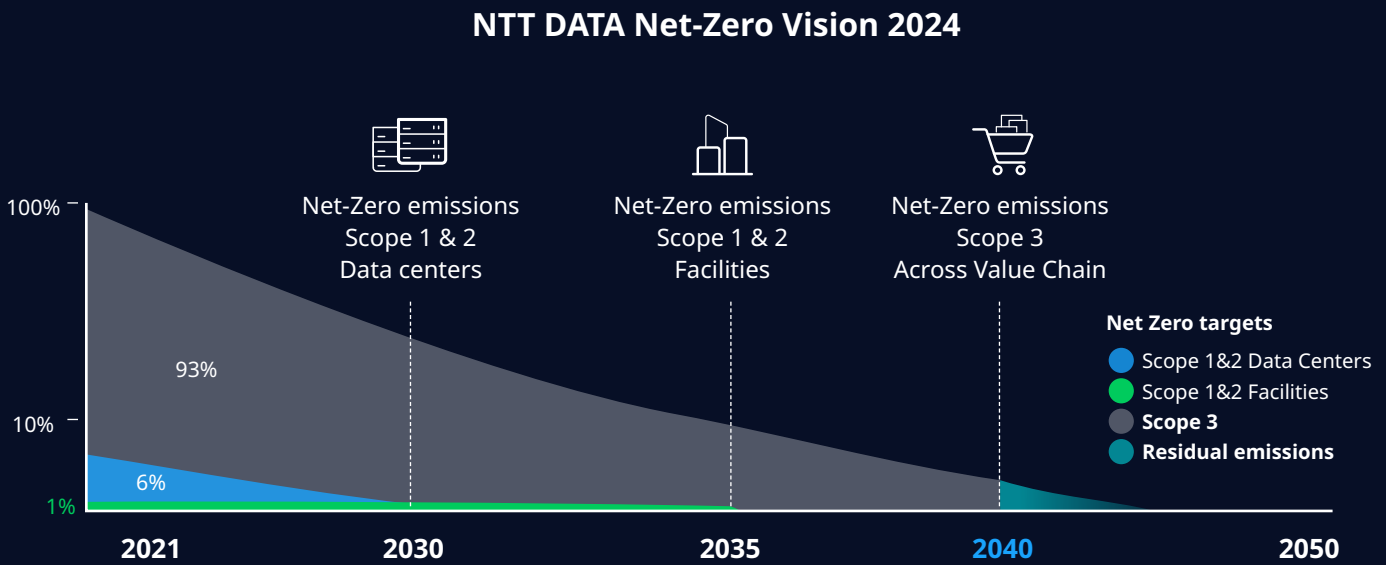 NTT DATA Net-Zero Vision 2024
Net-Zero emissions
Scope 1 & 2
Data centers
Net-Zero emissions
Scope 1 & 2
Facilities
Net-Zero emissions
Scope 3
Across Value Chain
100%
93%
10%
6%
1%
Net Zero targets
Scope 1&2 Data Centers
Scope 1&2 Facilities
Scope 3
Residual emissions
2021
2030
2035
2040
2050